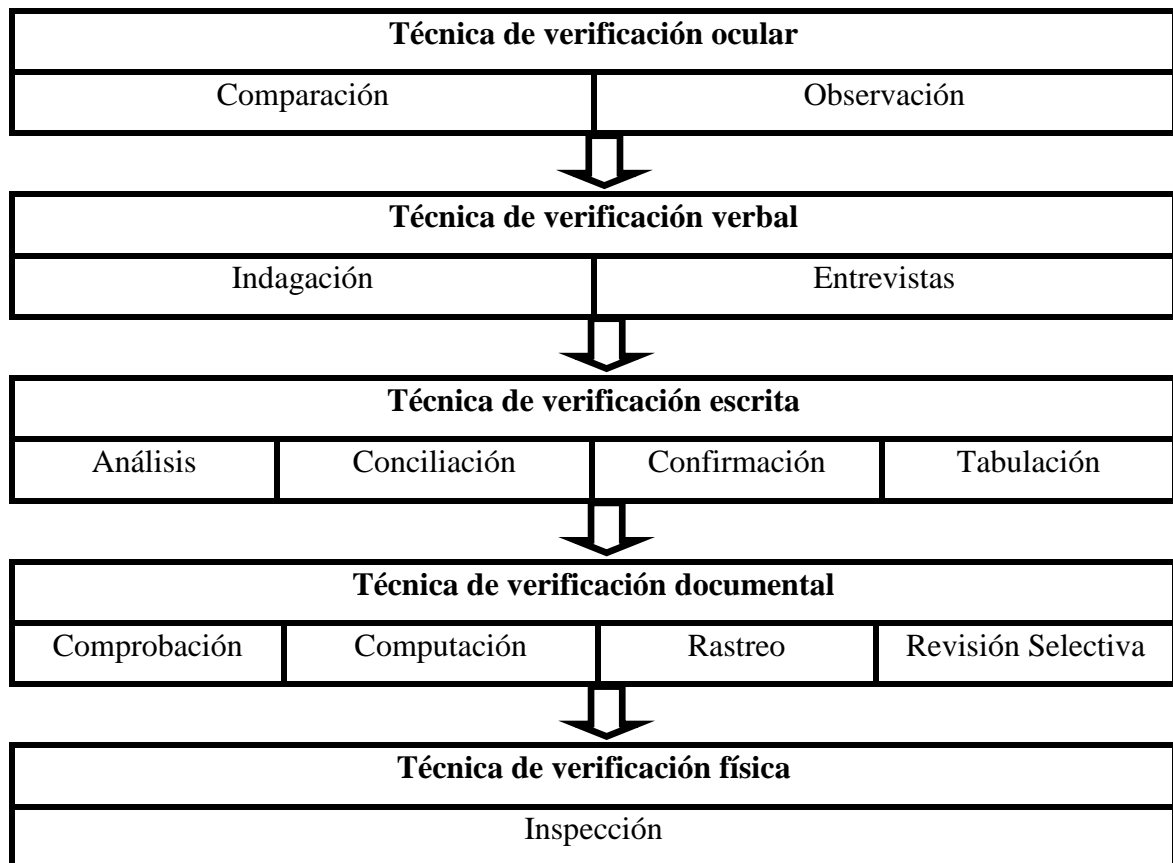 Técnica de verificación ocular
Comparación Observación
Técnica de verificación verbal
Indagación Entrevistas
Técnica de verificación escrita
Análisis Conciliación Confirmación Tabulación
Técnica de verificación documental
Comprobación Computación Rastreo Revisión Selectiva
Técnica de verificación física
Inspección